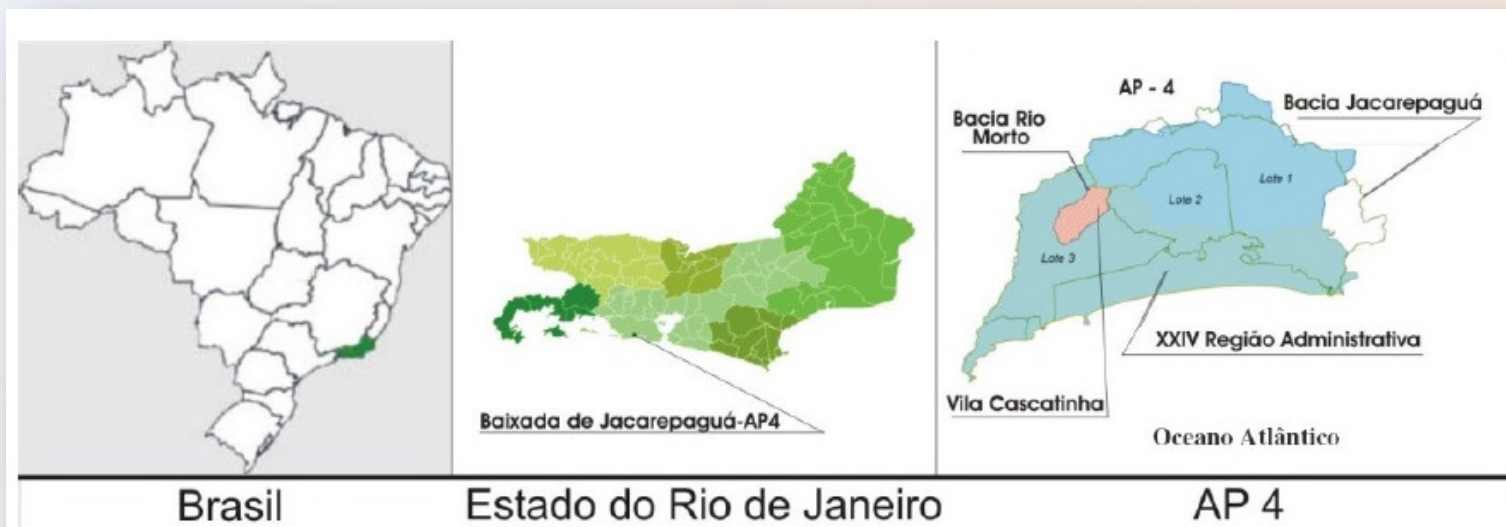 AP - 4
Bacia Jacarepaguá
Bacia Rio
Morto
Lote 1
Lote 2
Lote 3
XXIV Região Administrativa
Vila Cascatinha
Baixada de Jacarepaguá-AP4
Oceano Atlântico
Brasil
Estado do Rio de Janeiro
AP 4